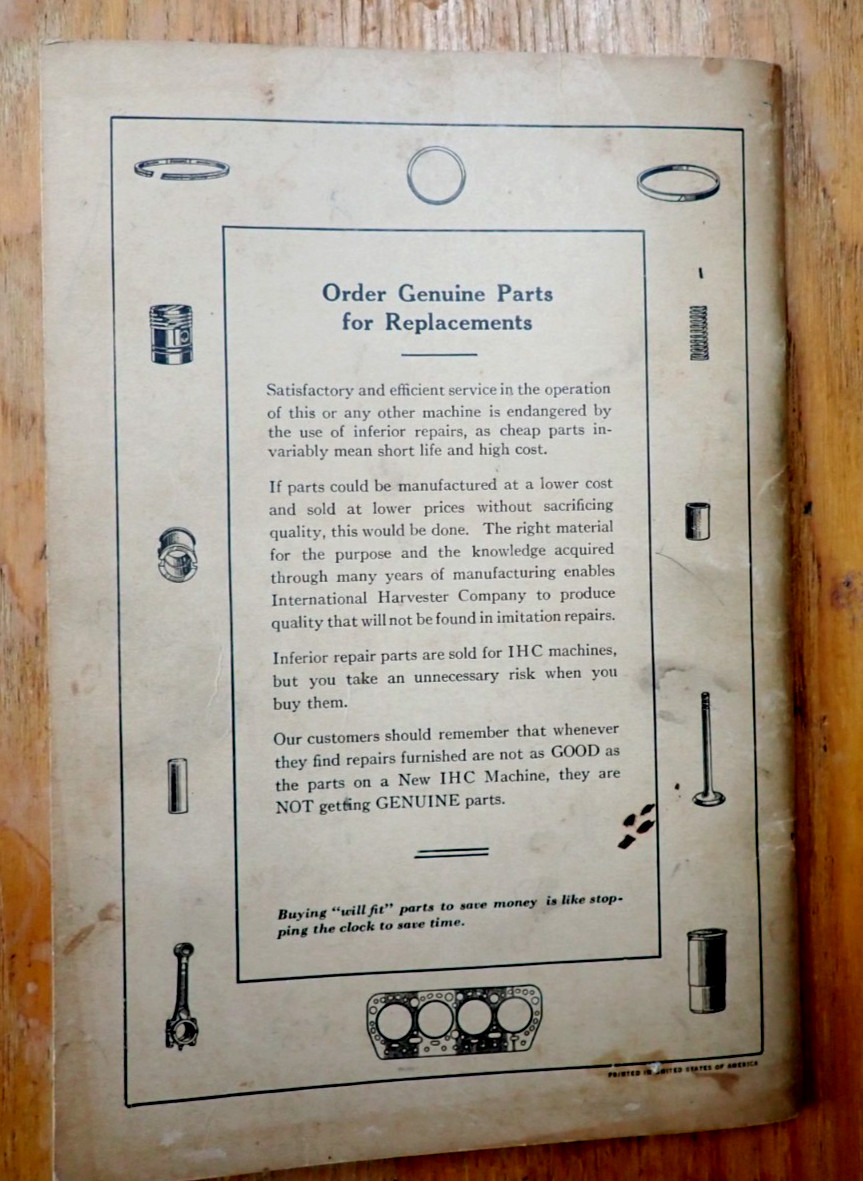 Order Genuine Parts
for Replacements
Satisfactory and efficient service in the operation
of this or any other machine is endangered by
the use of inferior repairs, as cheap parts in-
variably mean short life and high cost.
If parts could be manufactured at a lower cost
and sold at lower prices without sacrificing
quality, this would be done. The right material
for the purpose and the knowledge acquired
through many years of manufacturing enables
International Harvester Company to produce
quality that will not be found in imitation repairs.
Inferior repair parts are sold for IHC machines,
but you take an unnecessary risk when you
buy them.
Our customers should remember that whenever
they find repairs furnished are not as GOOD as
the parts on a New IHC Machine, they are
NOT getting GENUINE parts.
Buying "will fit" parts to save money is like stop-
ping the clock to save time.
PRINTED IN UNITED STATES OF AMERICA